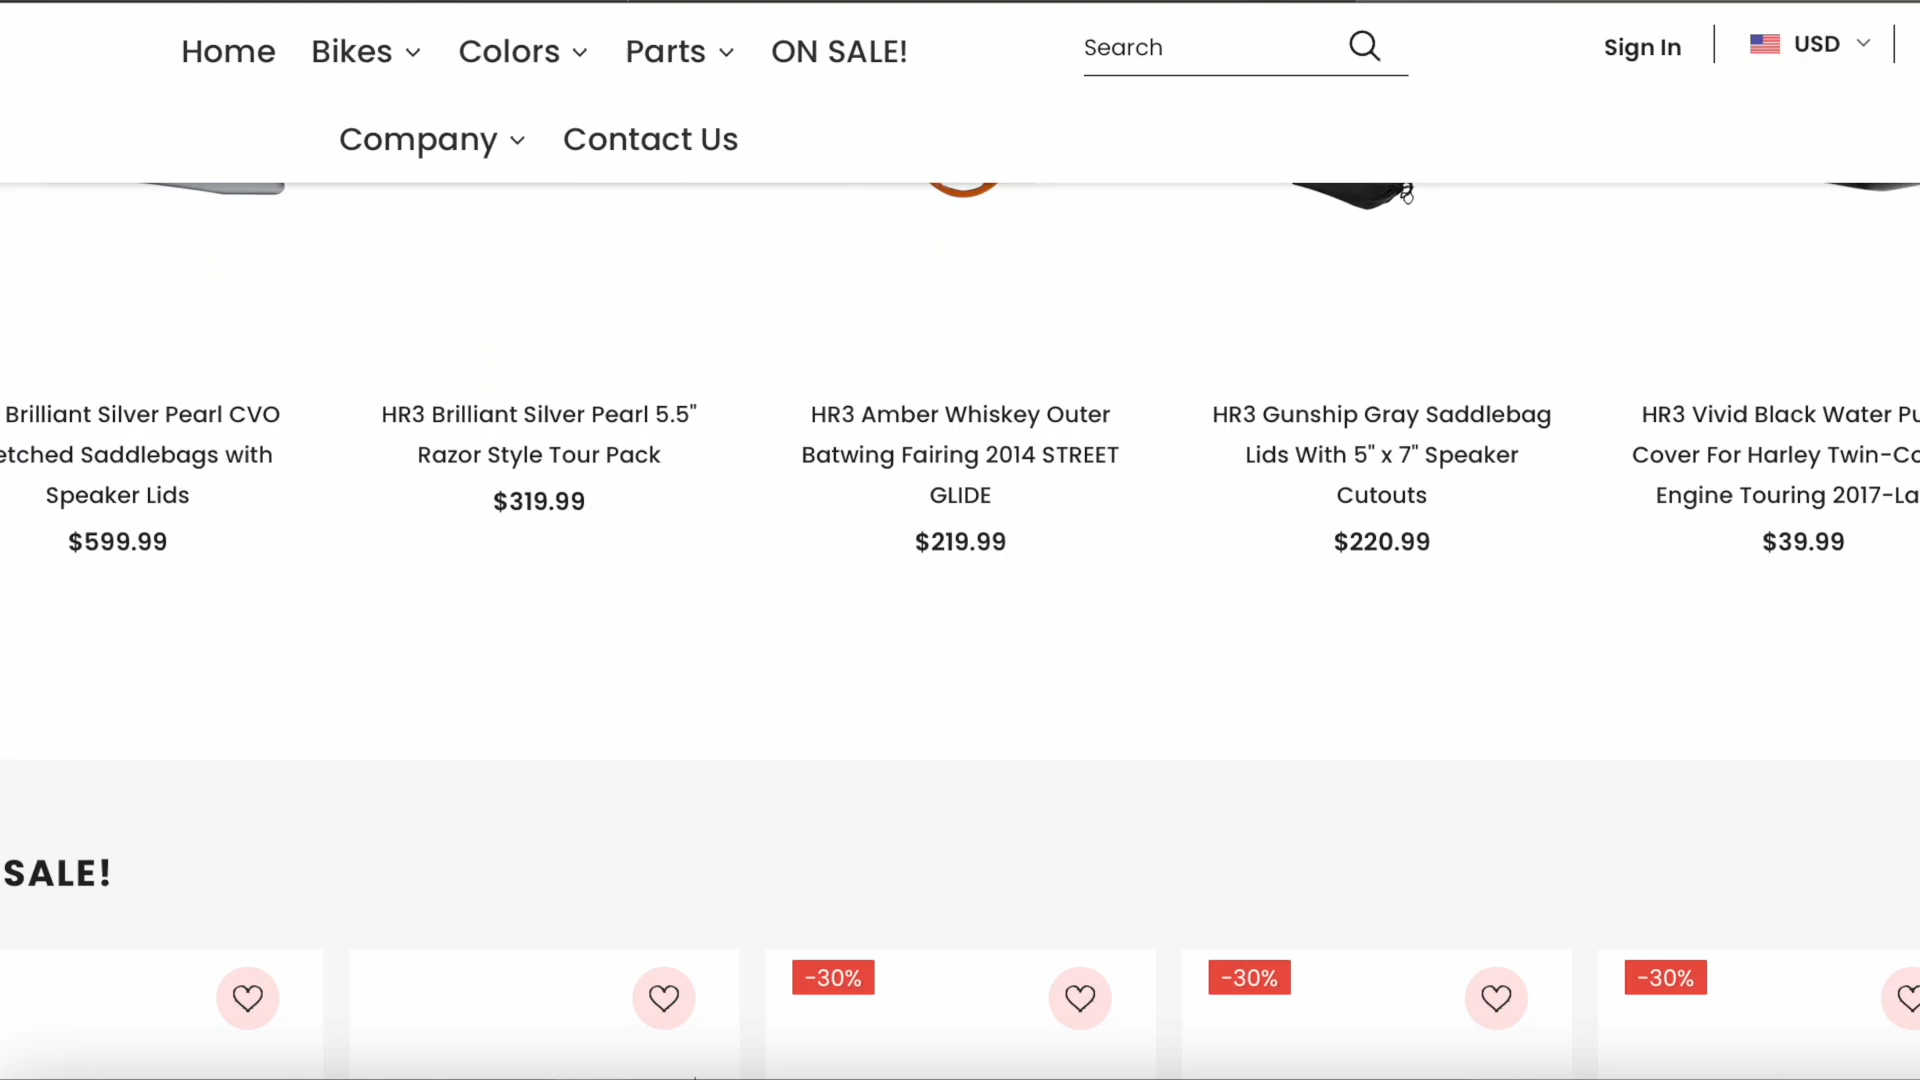 Home Bikes Colors Parts ON SALE! Search Sign In USD
Company Contact Us
Brilliant Silver Pearl CVO
etched Saddlebags with
Speaker Lids
$599.99
HR3 Brilliant Silver Pearl 5.5"
Razor Style Tour Pack
$319.99
HR3 Amber Whiskey Outer
Batwing Fairing 2014 STREET
GLIDE
$219.99
HR3 Gunship Gray Saddlebag
Lids With 5" x 7" Speaker
Cutouts
$220.99
HR3 Vivid Black Water Pu
Cover For Harley Twin-Co
Engine Touring 2017-La
$39.99
SALE!
-30% -30% -30%